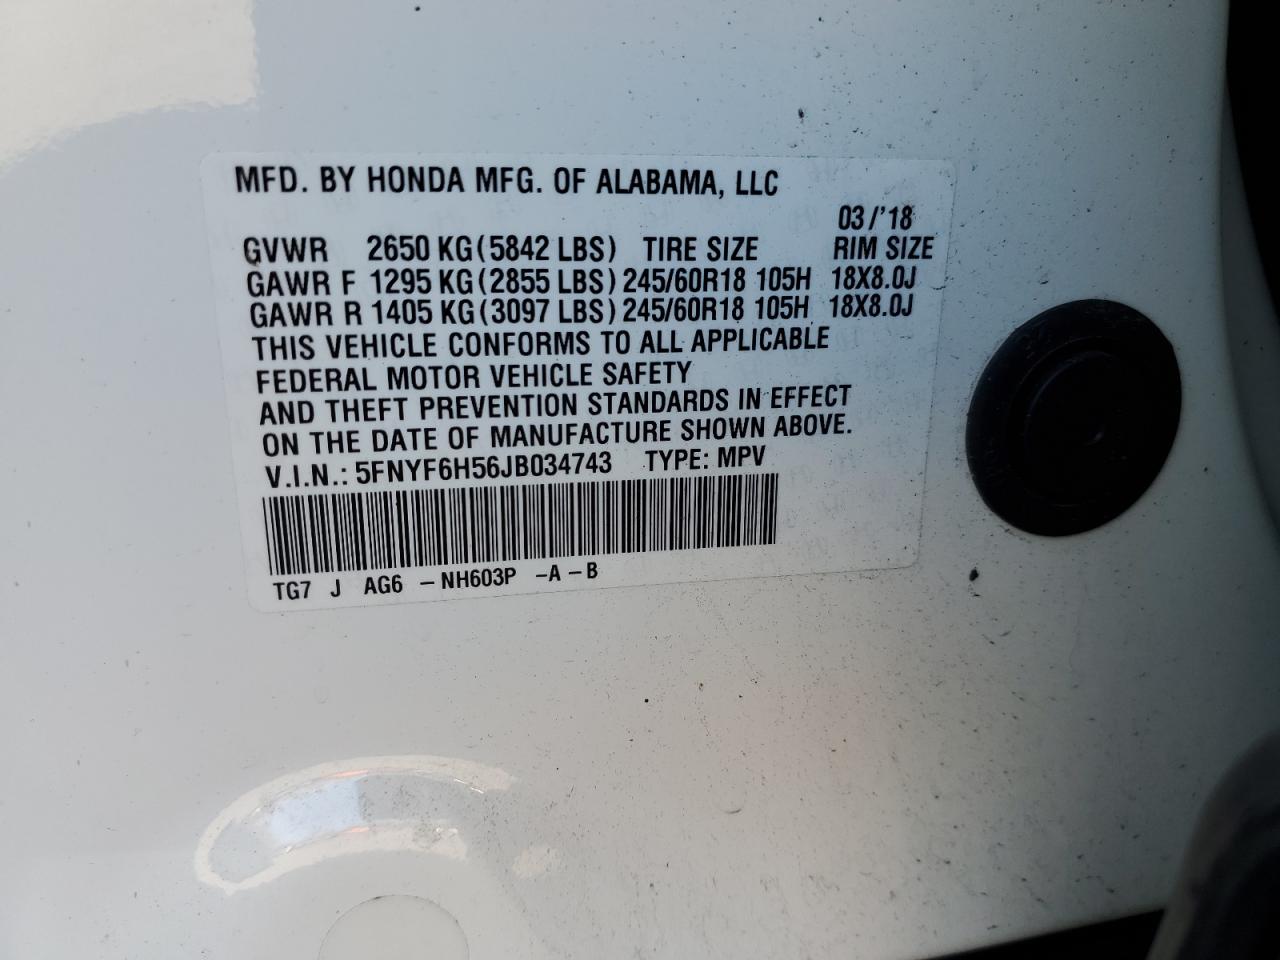 MFD. BY HONDA MFG. OF ALABAMA, LLC
03/'18
GVWR 2650 KG(5842 LBS) TIRE SIZE RIM SIZE
GAWR F 1295 KG(2855 LBS)245/60R18 105H 18X8.0J
GAWR R 1405 KG(3097 LBS)245/60R18 105H 18X8.0J
THIS VEHICLE CONFORMS TO ALL APPLICABLE
FEDERAL MOTOR VEHICLE SAFETY
AND THEFT PREVENTION STANDARDS IN EFFECT
ON THE DATE OF MANUFACTURE SHOWN ABOVE.
V.I.N.: 5FNYF6H56JB034743 TYPE: MPV
TG7 J AG6 –NH603P –A–B